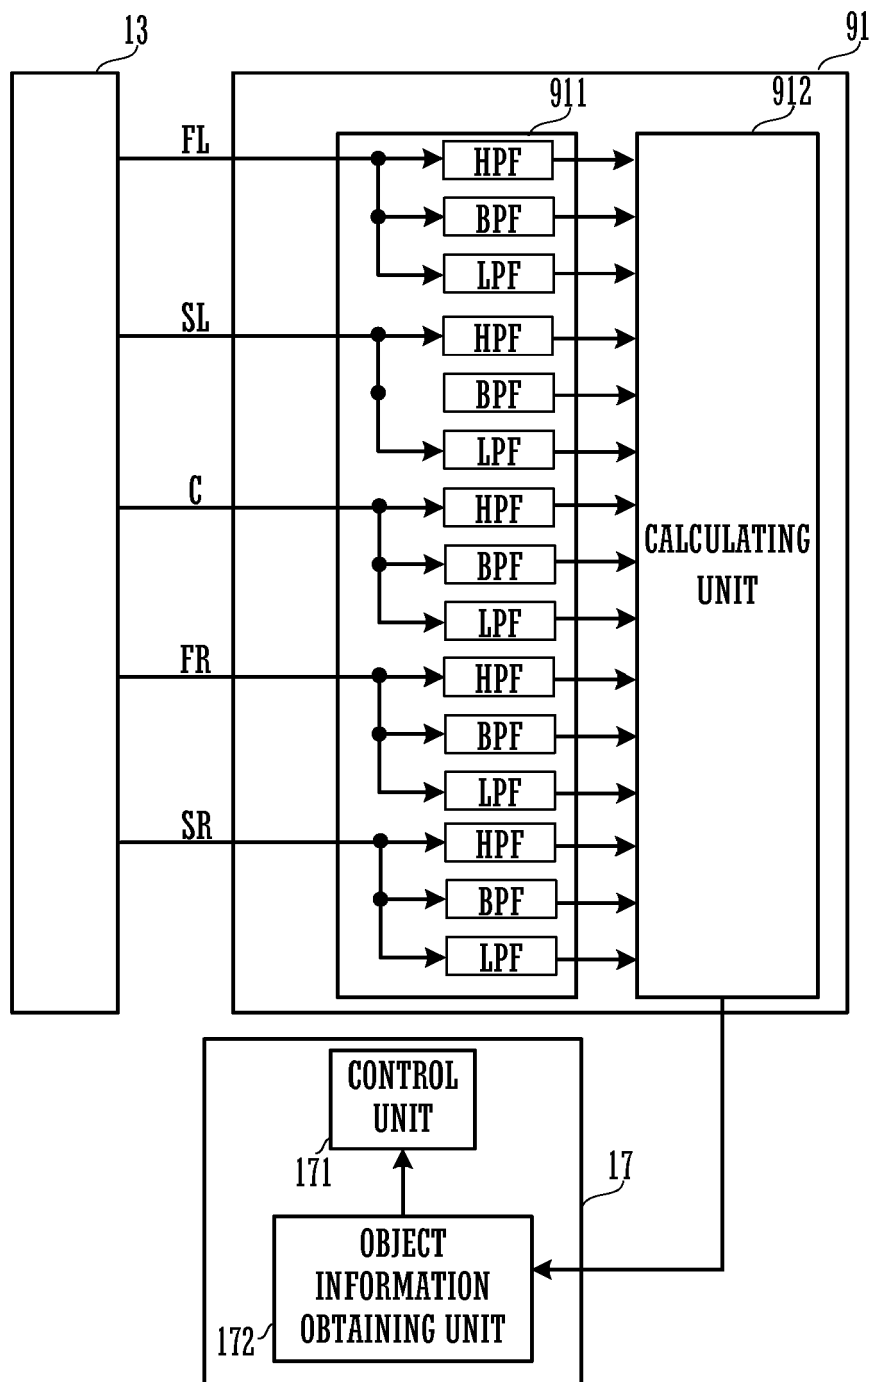 13
91
911
912
FL
HPF
BPF
LPF
SL
HPF
BPF
LPF
C
HPF
BPF
LPF
FR
HPF
BPF
LPF
SR
HPF
BPF
LPF
CALCULATING
UNIT
CONTROL
UNIT
171
17
OBJECT
INFORMATION
OBTAINING UNIT
172